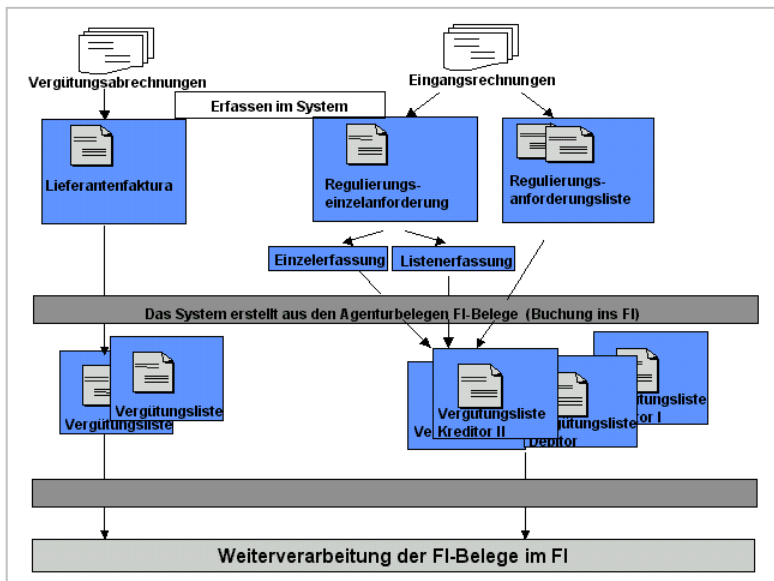 Vergütungsabrechnungen
Eingangsrechnungen
Erfassen im System
Lieferantenfaktura
Regulierungs-
einzelanforderung
Regulierungs-
anforderungsliste
Einzelerfassung
Listenerfassung
Das System erstellt aus den Agenturbelegen FI-Belege (Buchung ins FI)
Vergütungsliste
Vergütungsliste
Vergütungsliste
Kreditor II
Debitor
Weiterverarbeitung der FI-Belege im FI